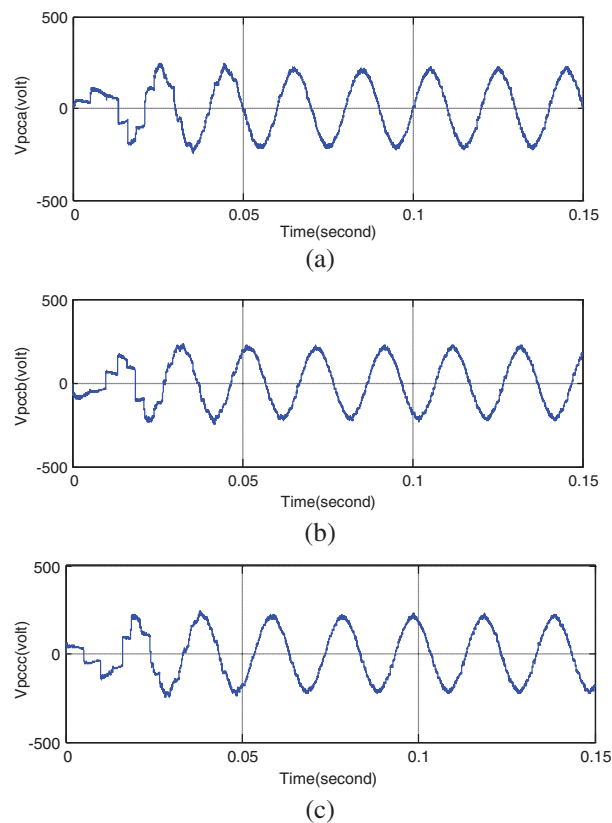 500
0
-500
Vpcca(volt)
0
0.05
0.1
0.15
Time(second)
(a)
500
0
-500
Vpccb(volt)
0
0.05
0.1
0.15
Time(second)
(b)
500
0
-500
Vpccc(volt)
0
0.05
0.1
0.15
Time(second)
(c)